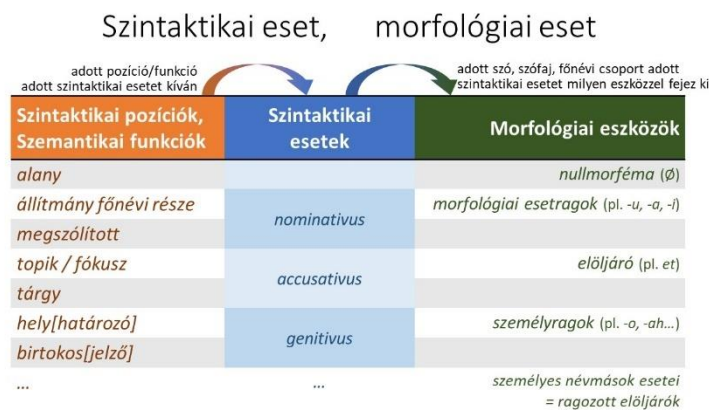 Szintaktikai eset, morfológiai eset
adott pozíció/funkció
adott szintaktikai esetet kíván
adott szó, szófaj, főnévi csoport adott
szintaktikai esetet milyen eszközzel fejez ki
Szintaktikai pozíciók,
Szemantikai funkciók
Szintaktikai
esetek
Morfológiai eszközök
alany
nullmorféma (Ø)
állítmány főnévi része
nominativus
morfológiai esetragok (pl. -u, -a, -i)
megszólított
topik / fókusz
accusativus
elöljáró (pl. et)
tárgy
hely[határozó]
genitivus
személyragok (pl. -o, -ah...)
birtokos[jelző]
...
...
személyes névmások esetei
= ragozott elöljárók